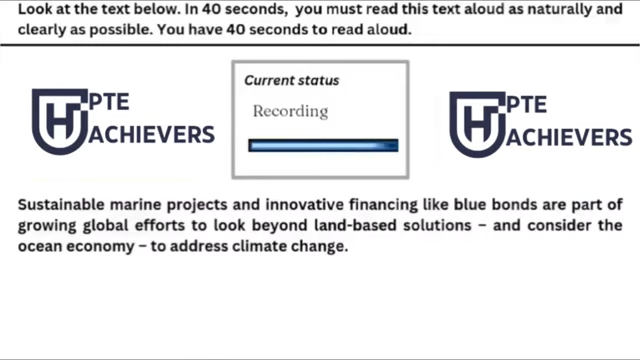 Look at the text below. In 40 seconds, you must read this text aloud as naturally and
clearly as possible. You have 40 seconds to read aloud.
Current status
Recording
PTE
ACHIEVERS
PTE
ACHIEVERS
Sustainable marine projects and innovative financing like blue bonds are part of
growing global efforts to look beyond land-based solutions – and consider the
ocean economy – to address climate change.